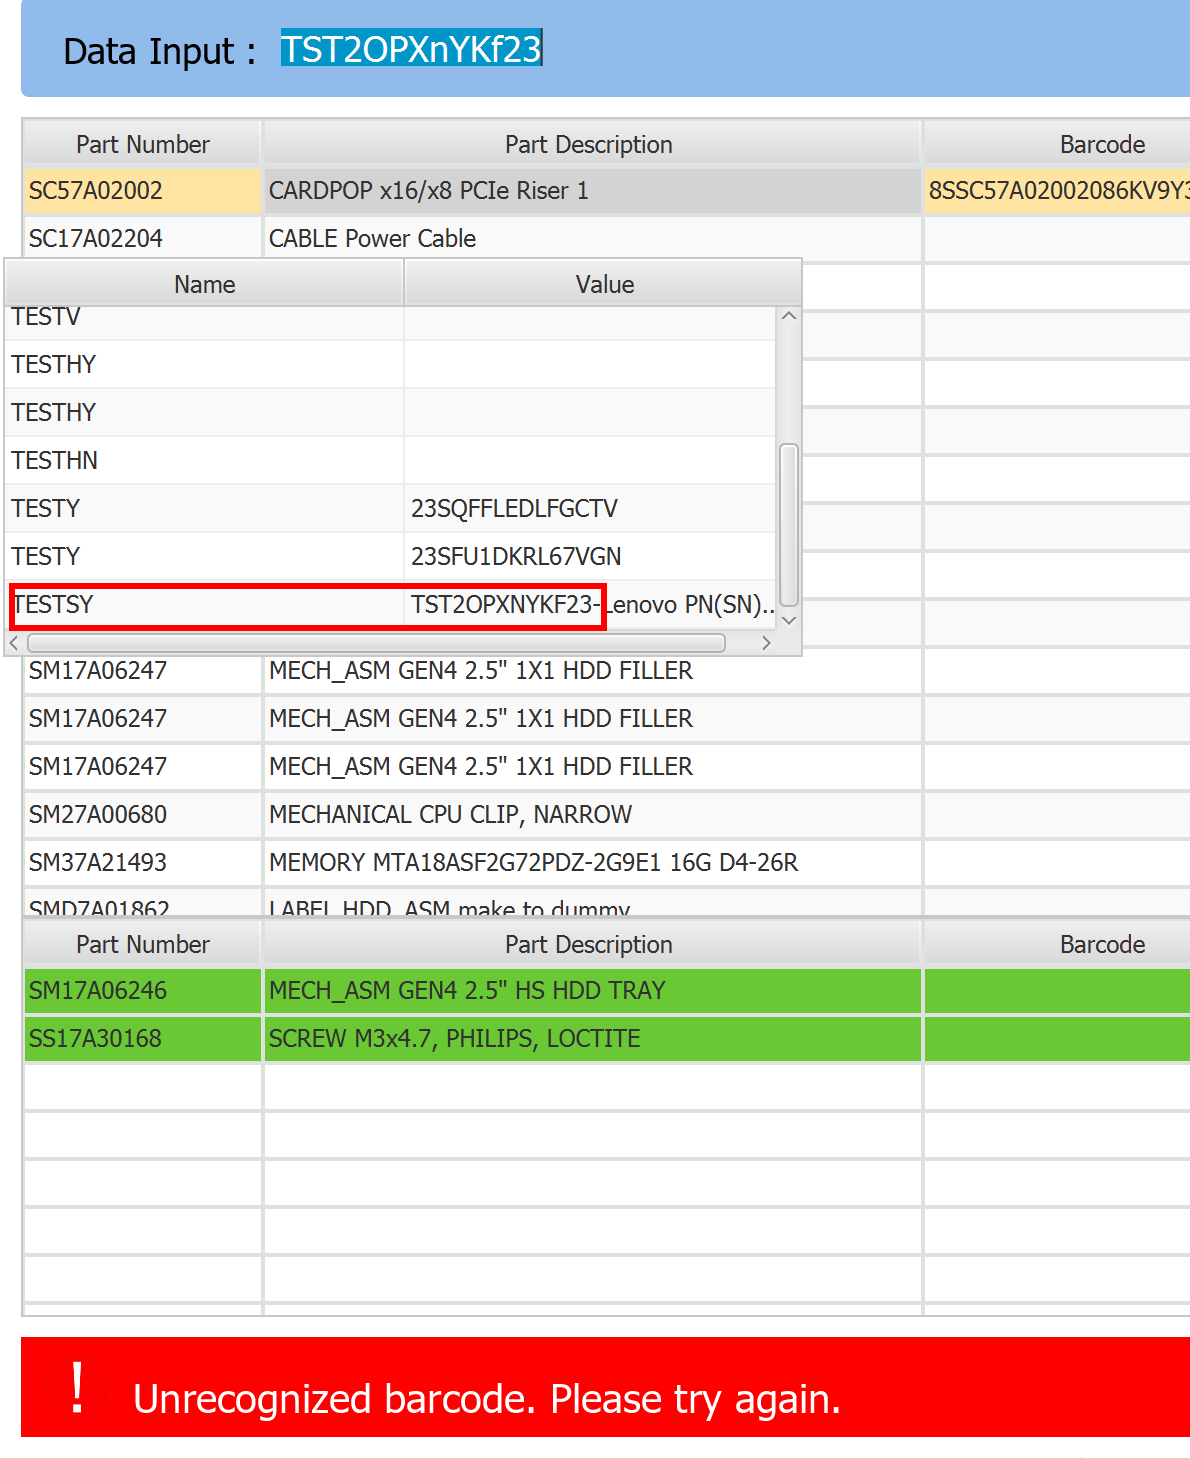 Data Input : TST2OPXnYKf23
Part Number Part Description Barcode
SC57A02002 CARDPOP x16/x8 PCIe Riser 1 8SSC57A02002086KV9Y3
SC17A02204 CABLE Power Cable
Name Value
TESTV
TESTHY
TESTHY
TESTHN
TESTY 23SQFFLEDLFGCTV
TESTY 23SFU1DKRL67VGN
TESTSY TST2OPXNYKF23-Lenovo PN(SN)..
SM17A06247 MECH_ASM GEN4 2.5" 1X1 HDD FILLER
SM17A06247 MECH_ASM GEN4 2.5" 1X1 HDD FILLER
SM17A06247 MECH_ASM GEN4 2.5" 1X1 HDD FILLER
SM27A00680 MECHANICAL CPU CLIP, NARROW
SM37A21493 MEMORY MTA18ASF2G72PDZ-2G9E1 16G D4-26R
SMD7A01862 LABEL HDD_ASM make to dummy
Part Number Part Description Barcode
SM17A06246 MECH_ASM GEN4 2.5" HS HDD TRAY
SS17A30168 SCREW M3x4.7, PHILIPS, LOCTITE
! Unrecognized barcode. Please try again.